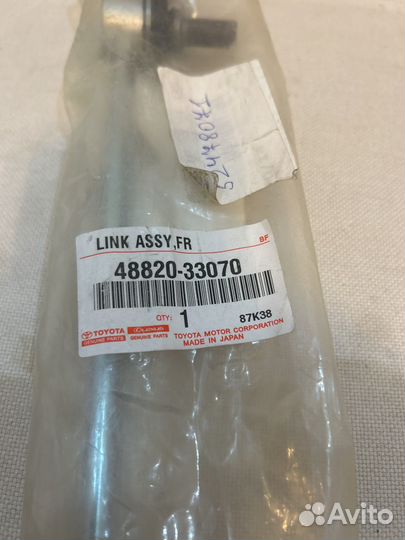 LINK ASSY,FR BF
48820-33070
QTY: 1 87K38
TOYOTA LEXUS TOYOTA MOTOR CORPORATION
GENUINE PARTS GENUINE PARTS MADE IN JAPAN
Avito